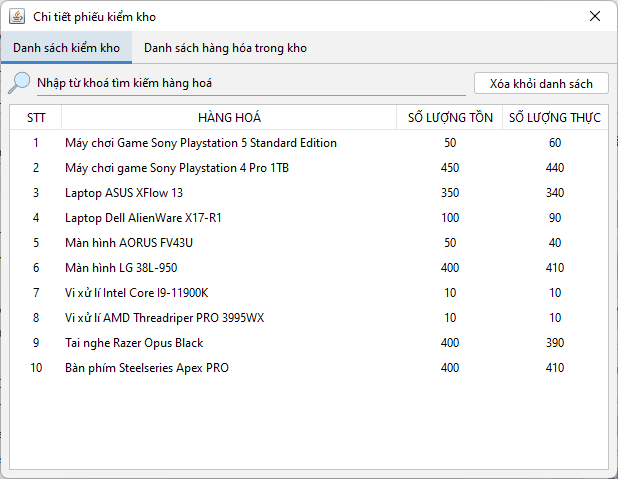 Chi tiết phiếu kiểm kho
Danh sách kiểm kho Danh sách hàng hóa trong kho
Nhập từ khoá tìm kiếm hàng hoá Xóa khỏi danh sách
STT HÀNG HOÁ SỐ LƯỢNG TỒN SỐ LƯỢNG THỰC
1 Máy chơi Game Sony Playstation 5 Standard Edition 50 60
2 Máy chơi game Sony Playstation 4 Pro 1TB 450 440
3 Laptop ASUS XFlow 13 350 340
4 Laptop Dell AlienWare X17-R1 100 90
5 Màn hình AORUS FV43U 50 40
6 Màn hình LG 38L-950 400 410
7 Vi xử lí Intel Core I9-11900K 10 10
8 Vi xử lí AMD Threadriper PRO 3995WX 10 10
9 Tai nghe Razer Opus Black 400 390
10 Bàn phím Steelseries Apex PRO 400 410